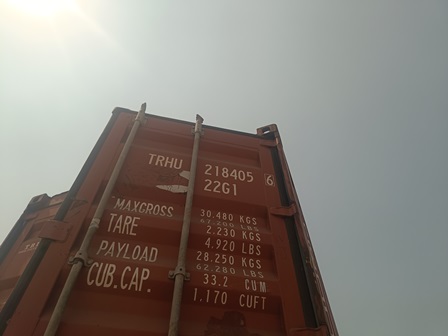 TRHU 218405 6
22G1
MAXGROSS 30.480 KGS
67.200 LBS
TARE 2.230 KGS
4.920 LBS
PAYLOAD 28.250 KGS
62.280 LBS
CUB.CAP. 33.2 CUM
1.170 CUFT